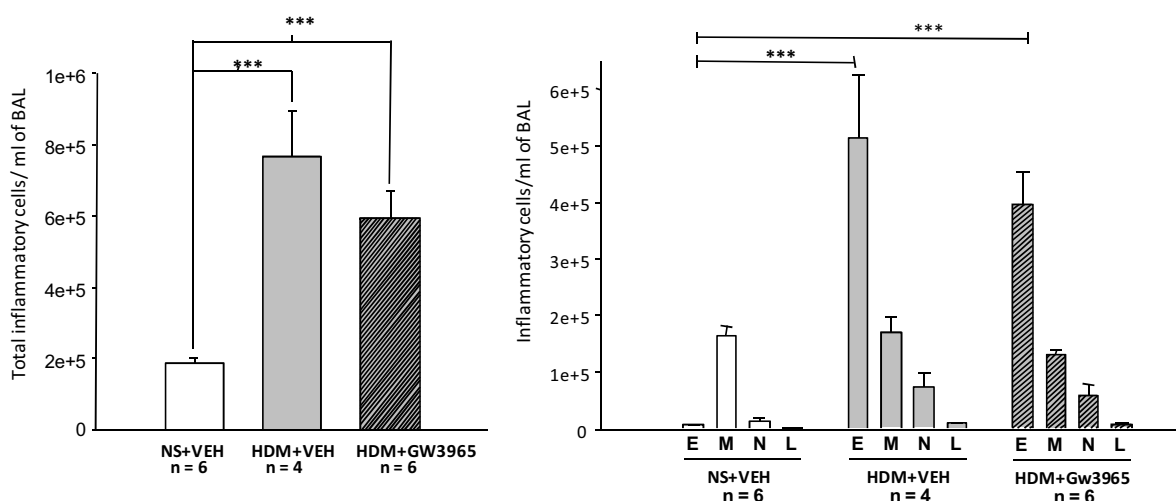 ***
***
1e+6
8e+5
6e+5
4e+5
2e+5
0
Total inflammatory cells/ ml of BAL
NS+VEH
n = 6
HDM+VEH
n = 4
HDM+GW3965
n = 6
***
***
6e+5
5e+5
4e+5
3e+5
2e+5
1e+5
0
Inflammatory cells/ml of BAL
E M N L
NS+VEH
n = 6
E M N L
HDM+VEH
n = 4
E M N L
HDM+Gw3965
n = 6